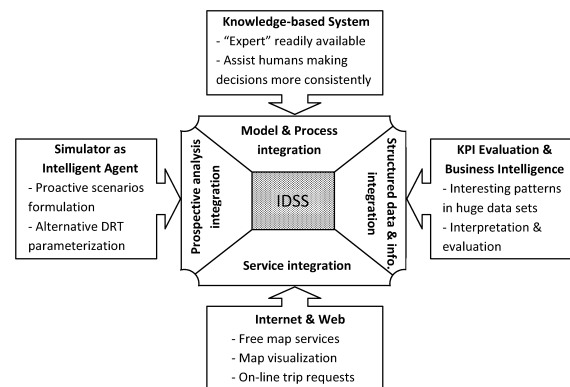 Knowledge-based System
- “Expert” readily available
- Assist humans making
decisions more consistently
Simulator as
Intelligent Agent
- Proactive scenarios
formulation
- Alternative DRT
parameterization
Model & Process
integration
Prospective analysis
integration
IDSS
Structured data & info.
integration
Service integration
KPI Evaluation &
Business Intelligence
- Interesting patterns
in huge data sets
- Interpretation &
evaluation
Internet & Web
- Free map services
- Map visualization
- On-line trip requests